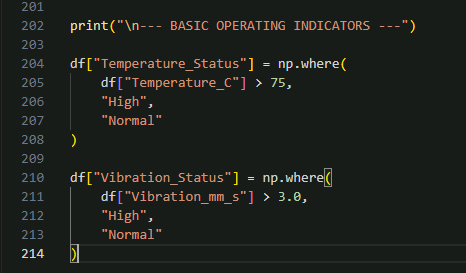 201
202 print("\n--- BASIC OPERATING INDICATORS ---")
203
204 df["Temperature_Status"] = np.where(
205     df["Temperature_C"] > 75,
206     "High",
207     "Normal"
208 )
209
210 df["Vibration_Status"] = np.where(
211     df["Vibration_mm_s"] > 3.0,
212     "High",
213     "Normal"
214 )